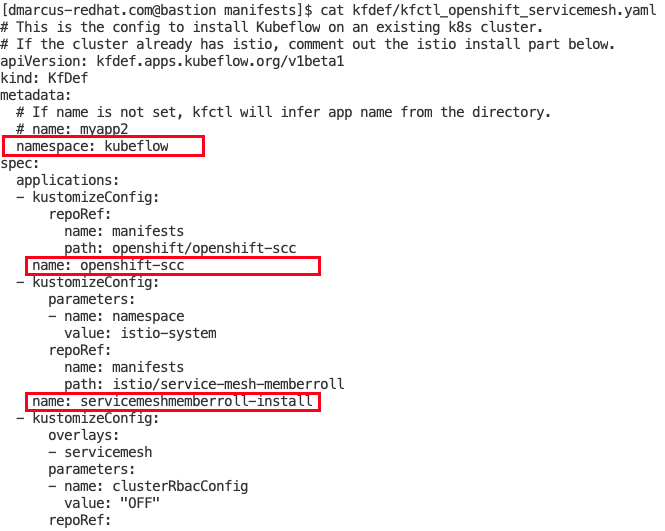 [dmarcus-redhat.com@bastion manifests]$ cat kfdef/kfctl_openshift_servicemesh.yaml
# This is the config to install Kubeflow on an existing k8s cluster.
# If the cluster already has istio, comment out the istio install part below.
apiVersion: kfdef.apps.kubeflow.org/v1beta1
kind: KfDef
metadata:
  # If name is not set, kfctl will infer app name from the directory.
  # name: myapp2
  namespace: kubeflow
spec:
  applications:
  - kustomizeConfig:
      repoRef:
        name: manifests
        path: openshift/openshift-scc
    name: openshift-scc
  - kustomizeConfig:
      parameters:
      - name: namespace
        value: istio-system
      repoRef:
        name: manifests
        path: istio/service-mesh-memberroll
    name: servicemeshmemberroll-install
  - kustomizeConfig:
      overlays:
      - servicemesh
      parameters:
      - name: clusterRbacConfig
        value: "OFF"
      repoRef: